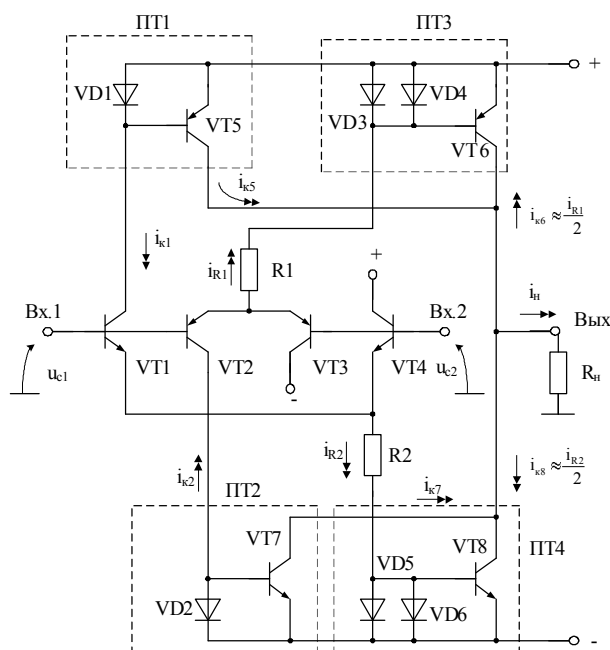 ПТ1
ПТ3
+
VD1
VD4
VT5
VD3
VT6
iк5
iк6 ≈ iR1/2
iк1
iR1
R1
+
iн
Вх.1
Вх.2
Вых
VT1
VT2
VT3
VT4
uс1
uс2
Rн
-
iR2
R2
iк8 ≈ iR2/2
iк2
ПТ2
iк7
VT7
VT8
ПТ4
VD5
VD2
VD6
-